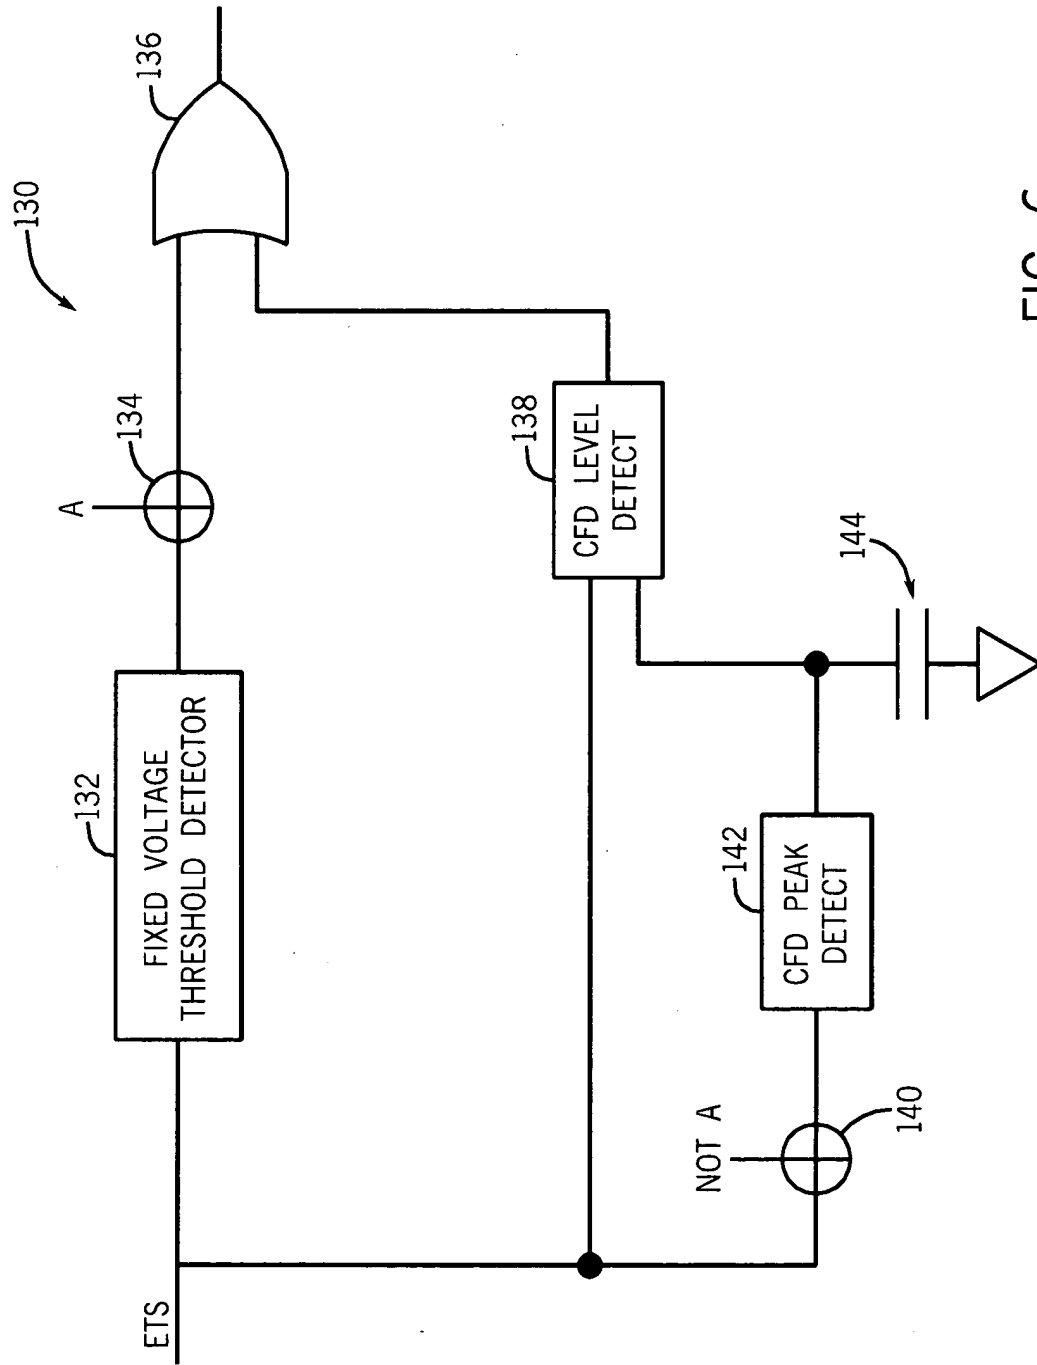 130
136
A
134
132
FIXED VOLTAGE
THRESHOLD DETECTOR
ETS
138
CFD LEVEL
DETECT
144
142
CFD PEAK
DETECT
NOT A
140
FIG.